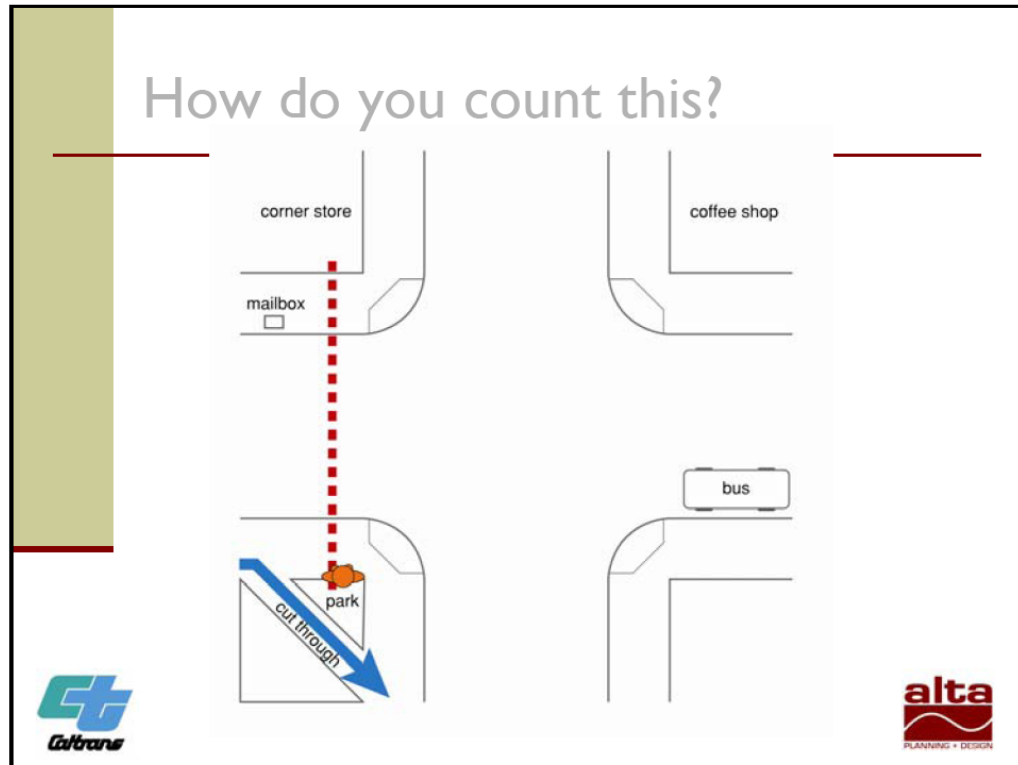 How do you count this?
corner store
coffee shop
mailbox
bus
park
cut through
Caltrans
alta
PLANNING + DESIGN